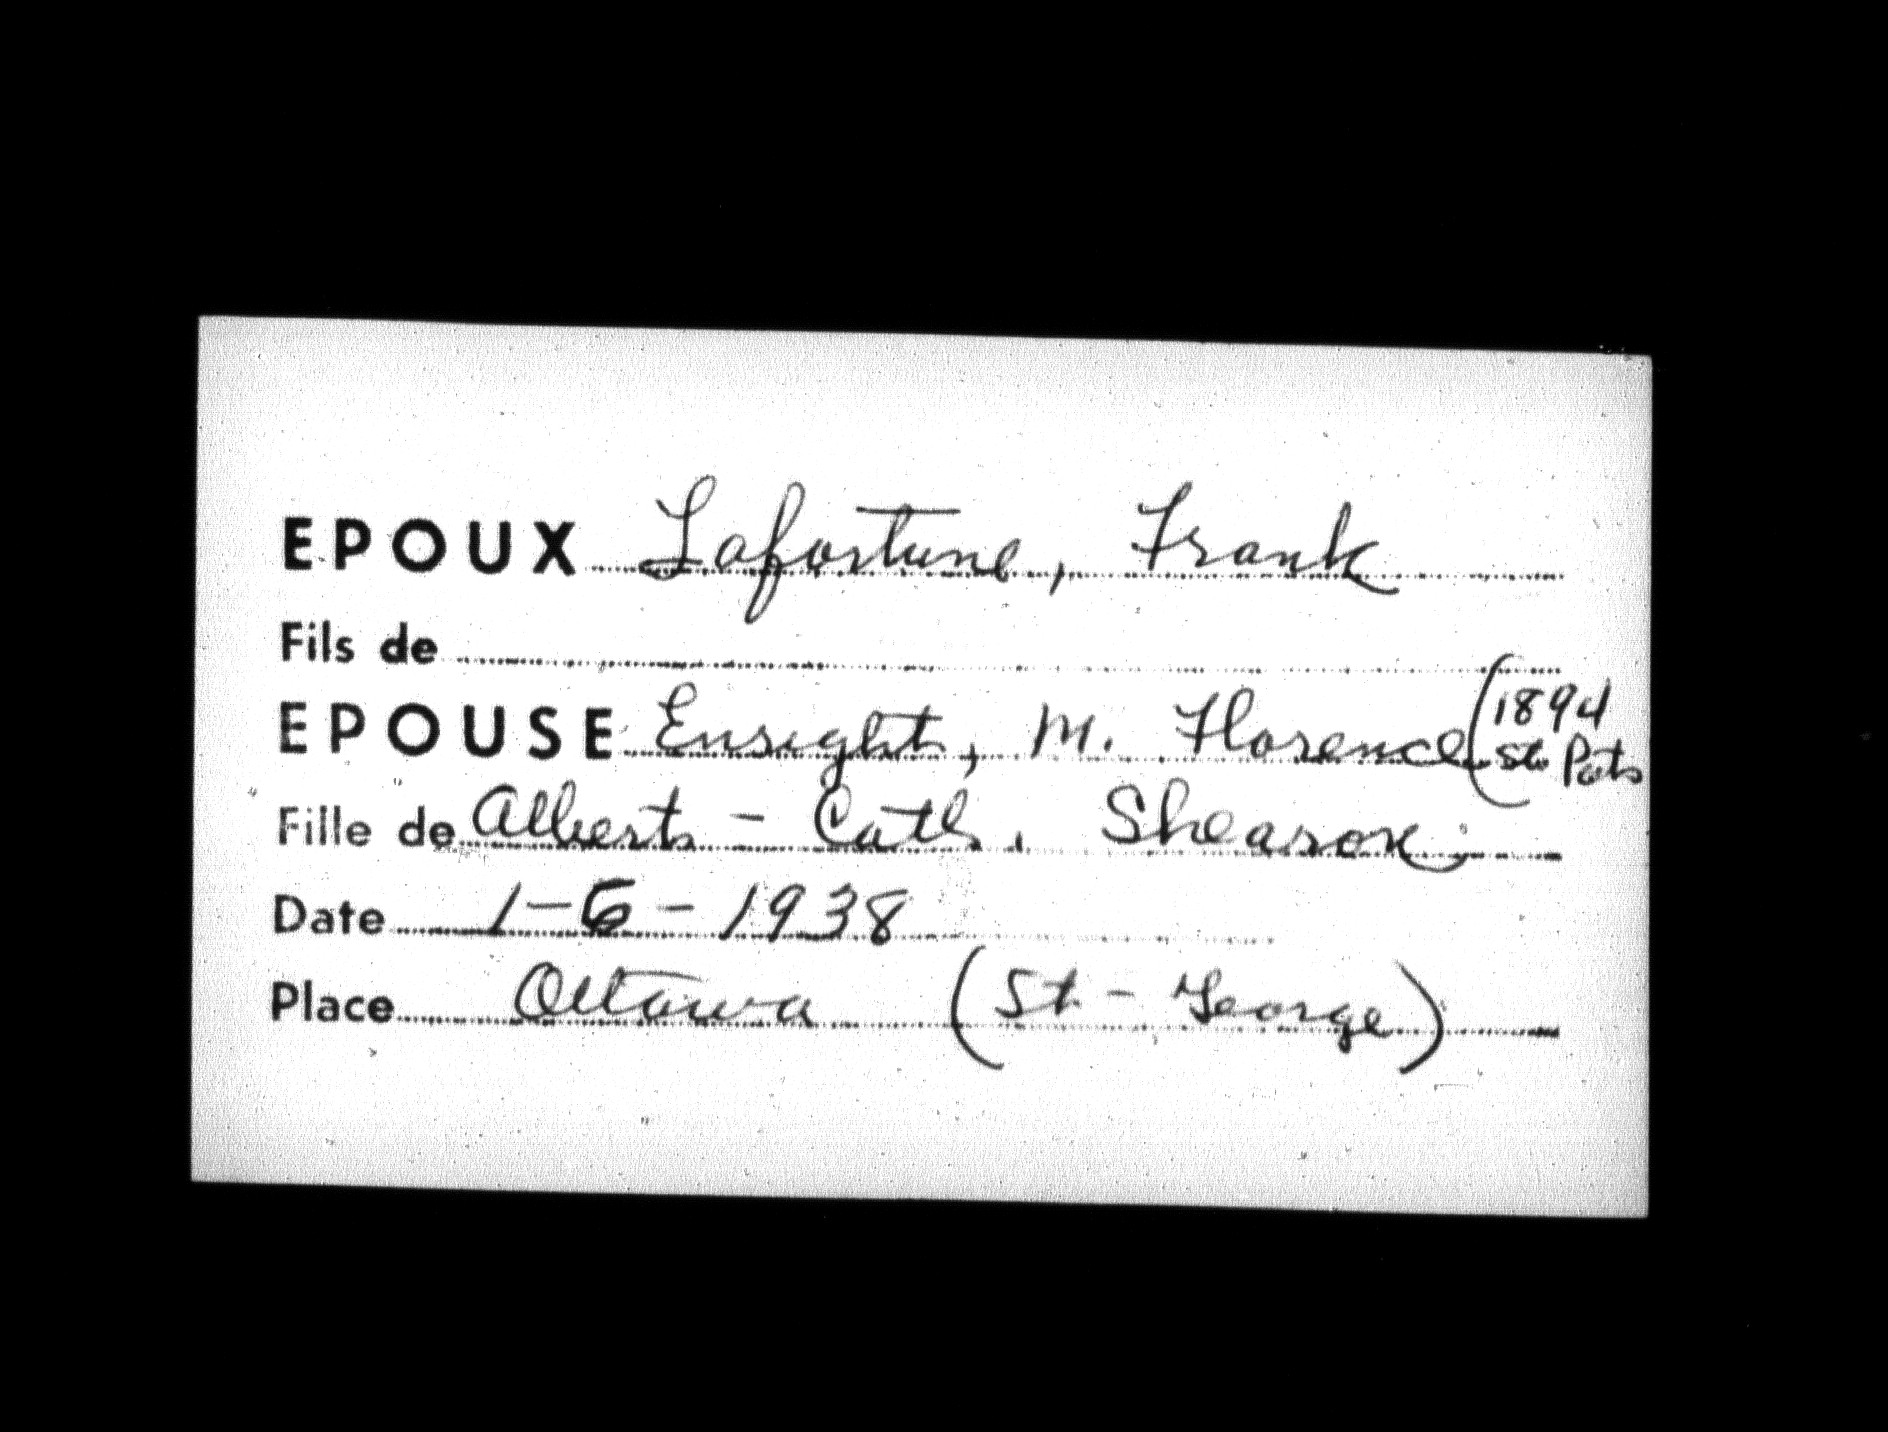 EPOUX Lafortune, Frank
Fils de
EPOUSE Enright, M. Florence (1894 St. Pats
Fille de Albert - Cath.
Date 1-6-1938
Place Ottawa (St-George)